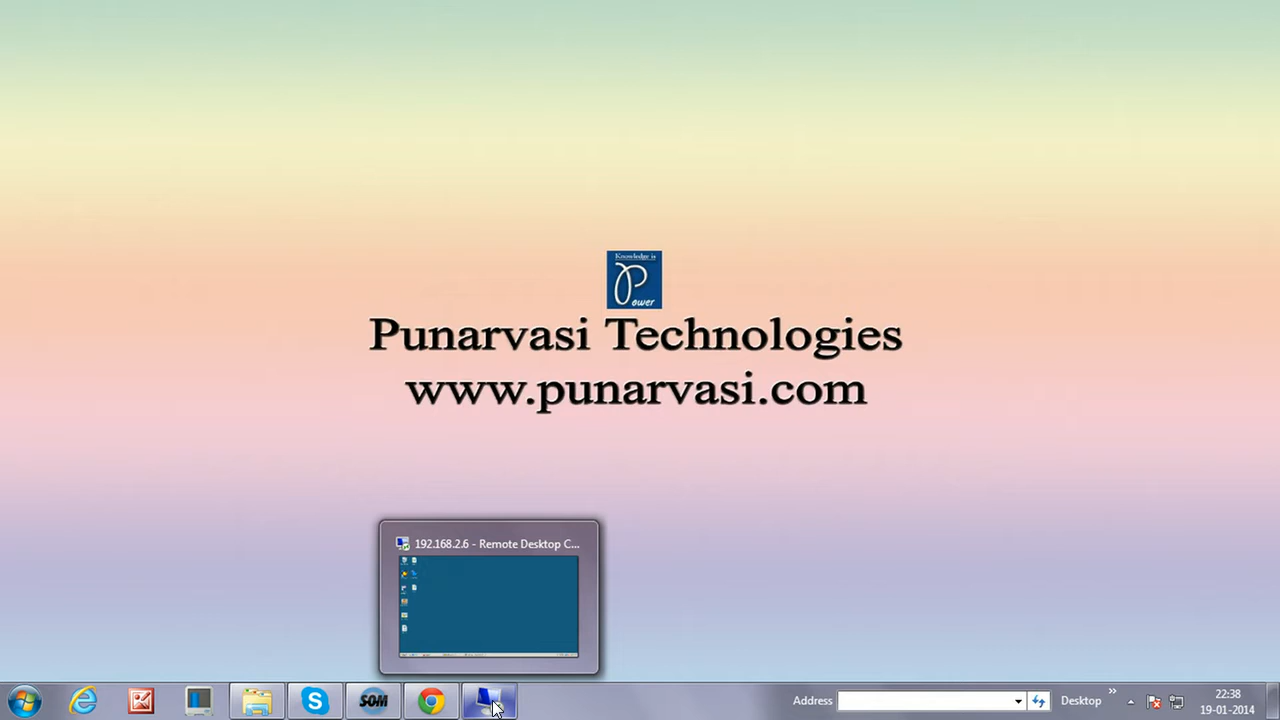 Knowledge is
Power
Punarvasi Technologies
www.punarvasi.com
192.168.2.6 - Remote Desktop C...
SOM
Address
Desktop
»
22:38
19-01-2014